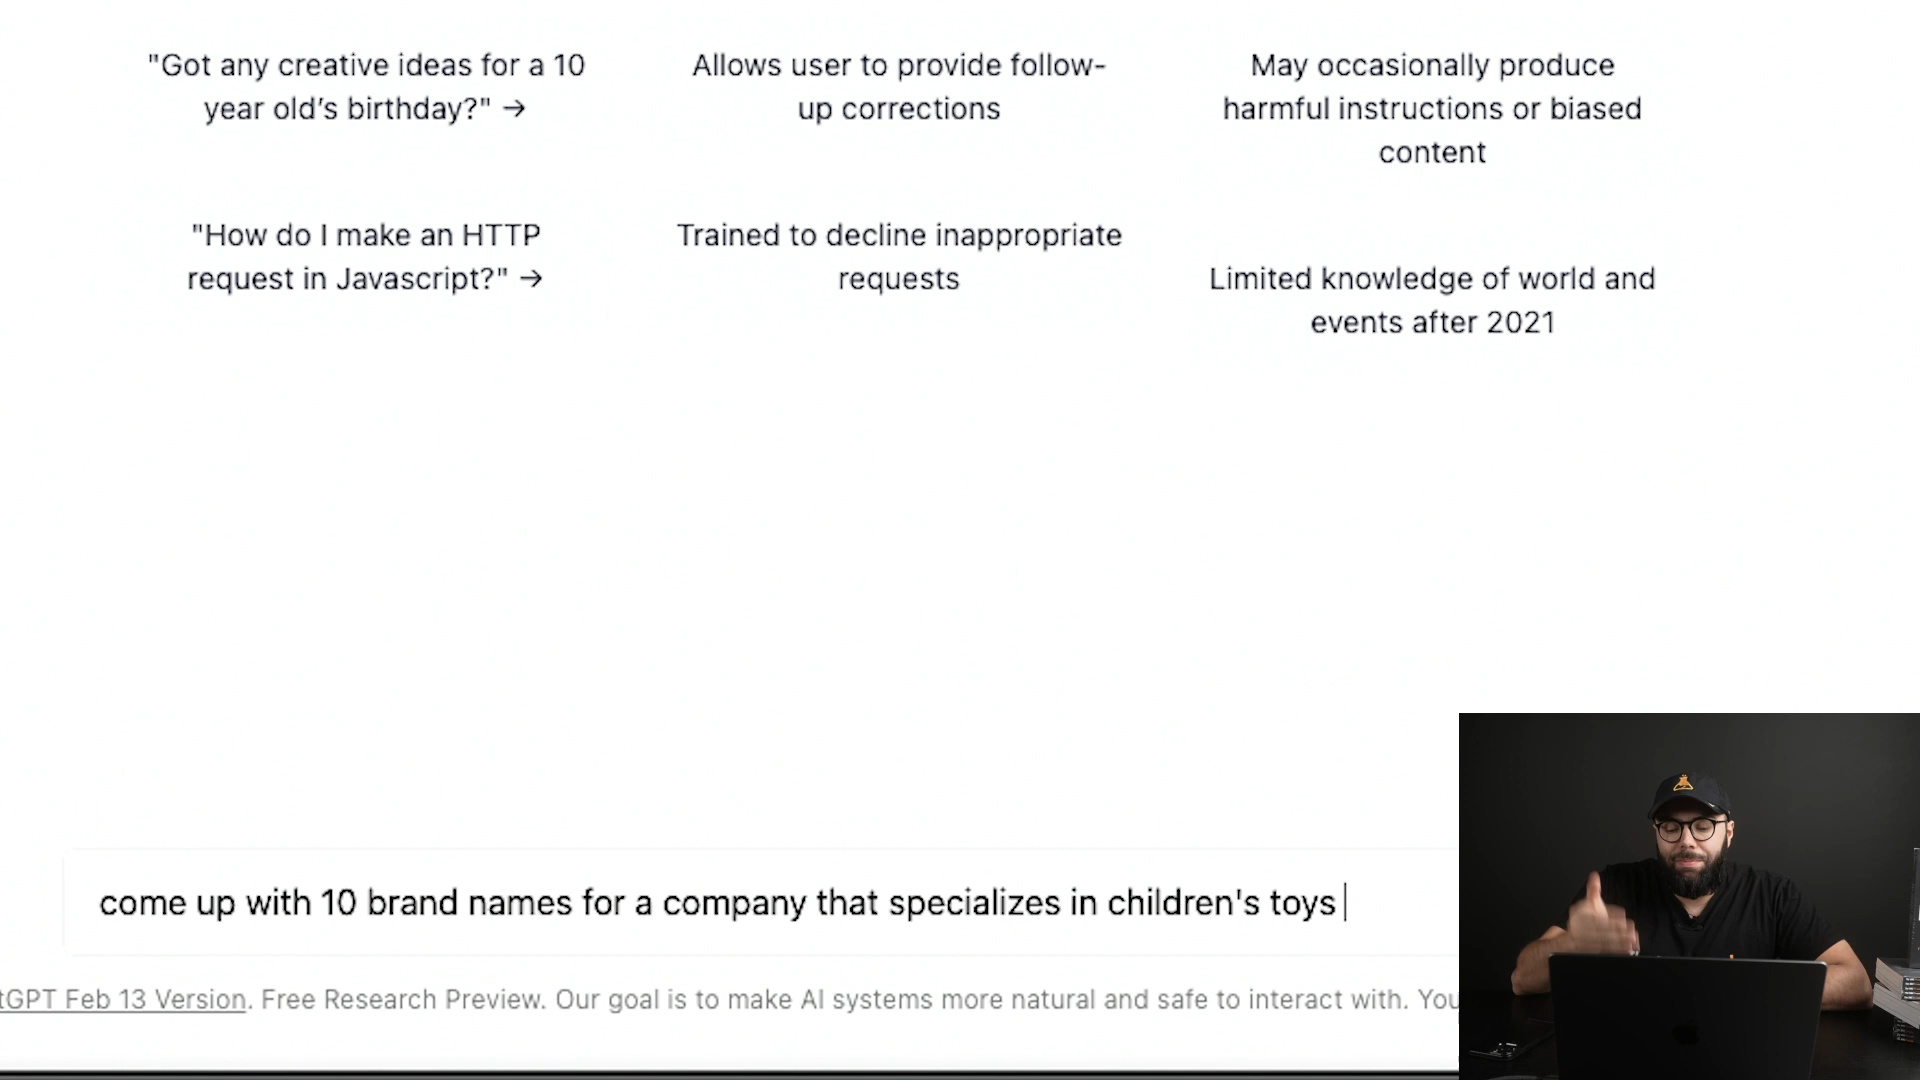 "Got any creative ideas for a 10
year old’s birthday?" →
Allows user to provide follow-
up corrections
May occasionally produce
harmful instructions or biased
content
"How do I make an HTTP
request in Javascript?" →
Trained to decline inappropriate
requests
Limited knowledge of world and
events after 2021
come up with 10 brand names for a company that specializes in children's toys
tGPT Feb 13 Version. Free Research Preview. Our goal is to make AI systems more natural and safe to interact with. You